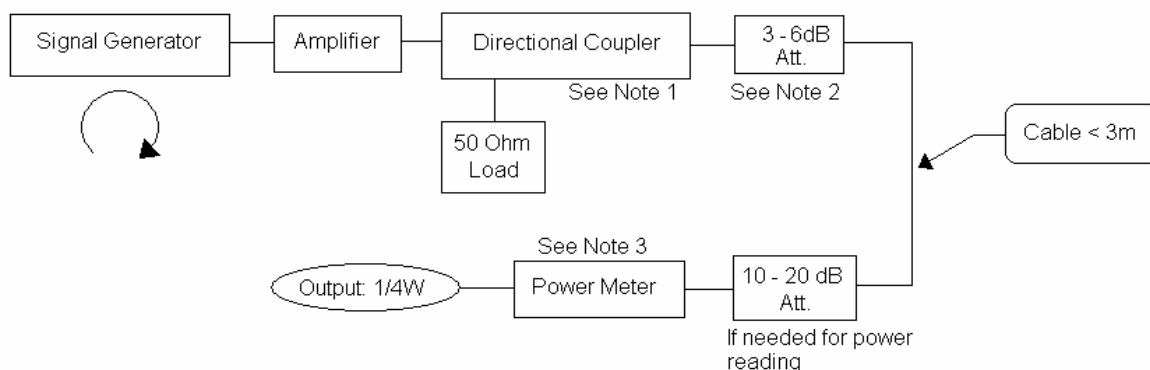 Signal Generator
Amplifier
Directional Coupler
3 - 6dB
Att.
See Note 1
See Note 2
50 Ohm
Load
Cable < 3m
See Note 3
Output: 1/4W
Power Meter
10 - 20 dB
Att.
If needed for power
reading